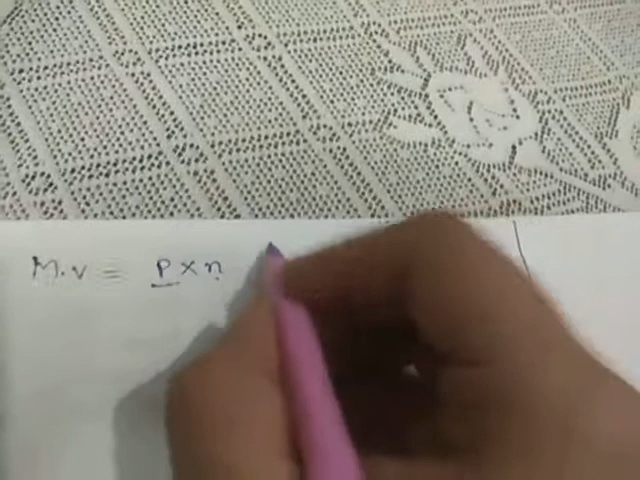 M.V = P × n